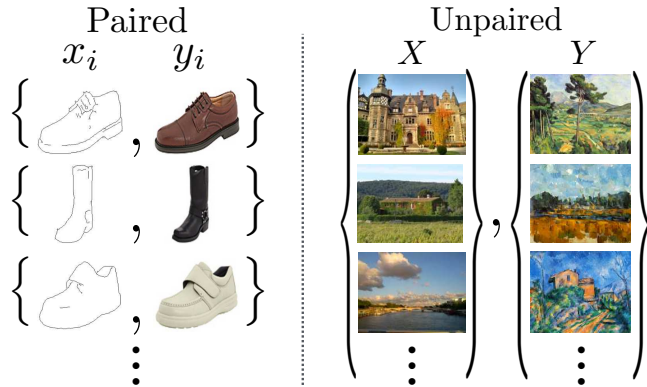 Paired
x_i y_i
{ , }
{ , }
{ , }
⋮
Unpaired
X Y
{ , }
⋮ ⋮